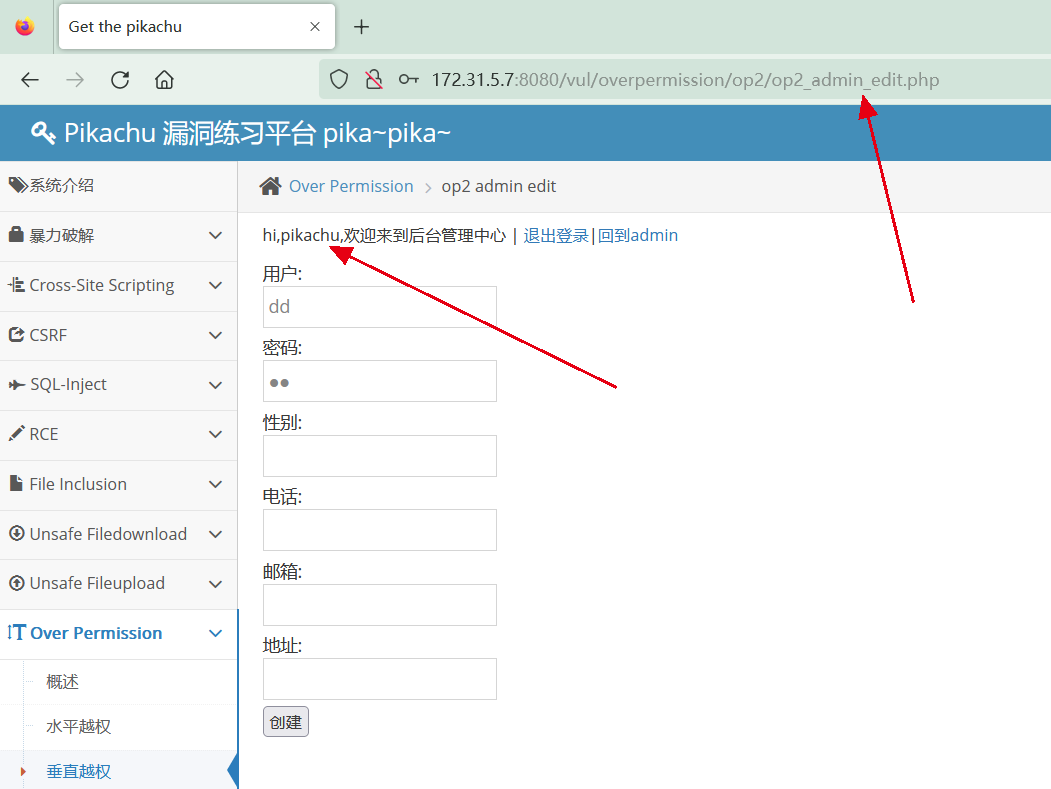 Get the pikachu
172.31.5.7:8080/vul/overpermission/op2/op2_admin_edit.php
Pikachu 漏洞练习平台 pika~pika~
系统介绍
暴力破解
Cross-Site Scripting
CSRF
SQL-Inject
RCE
File Inclusion
Unsafe Filedownload
Unsafe Fileupload
Over Permission
概述
水平越权
垂直越权
Over Permission > op2 admin edit
hi,pikachu,欢迎来到后台管理中心 | 退出登录|回到admin
用户:
dd
密码:
●●
性别:
电话:
邮箱:
地址:
创建